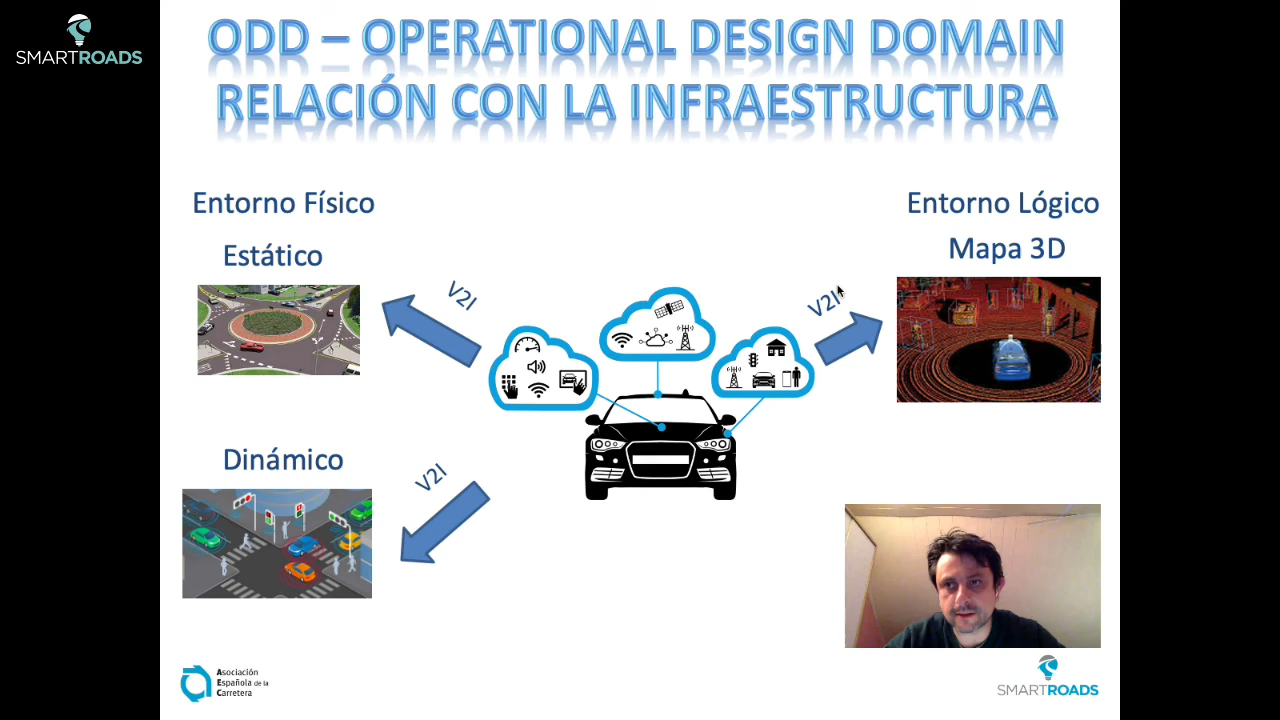 SMARTROADS
ODD – OPERATIONAL DESIGN DOMAIN
RELACIÓN CON LA INFRAESTRUCTURA
Entorno Físico
Entorno Lógico
Estático
Mapa 3D
V2I
V2I
Dinámico
V2I
Asociación
Española de la
Carretera
SMARTROADS